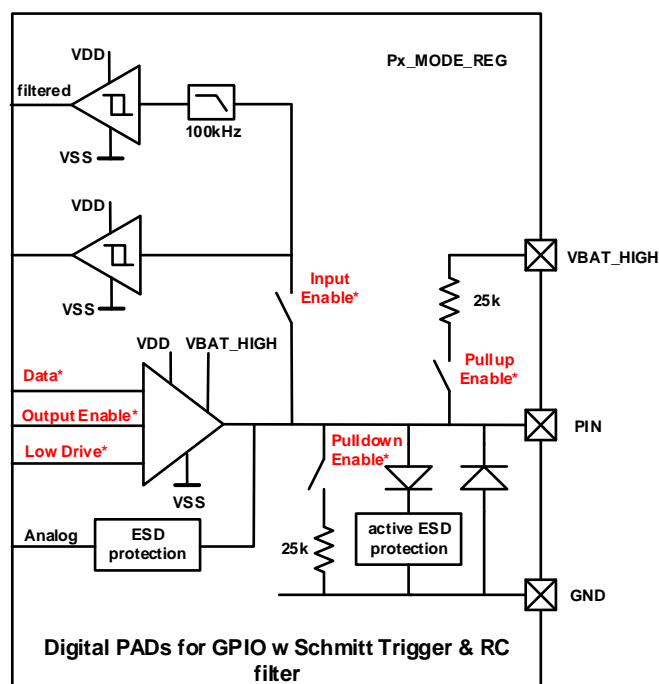 VDD
Px_MODE_REG
filtered
100kHz
VSS
VDD
VBAT_HIGH
Input
Enable*
25k
VSS
VDD
VBAT_HIGH
Pullup
Enable*
Data*
Output Enable*
PIN
Pulldown
Enable*
Low Drive*
VSS
Analog
ESD
protection
25k
active ESD
protection
GND
Digital PADs for GPIO w Schmitt Trigger & RC
filter